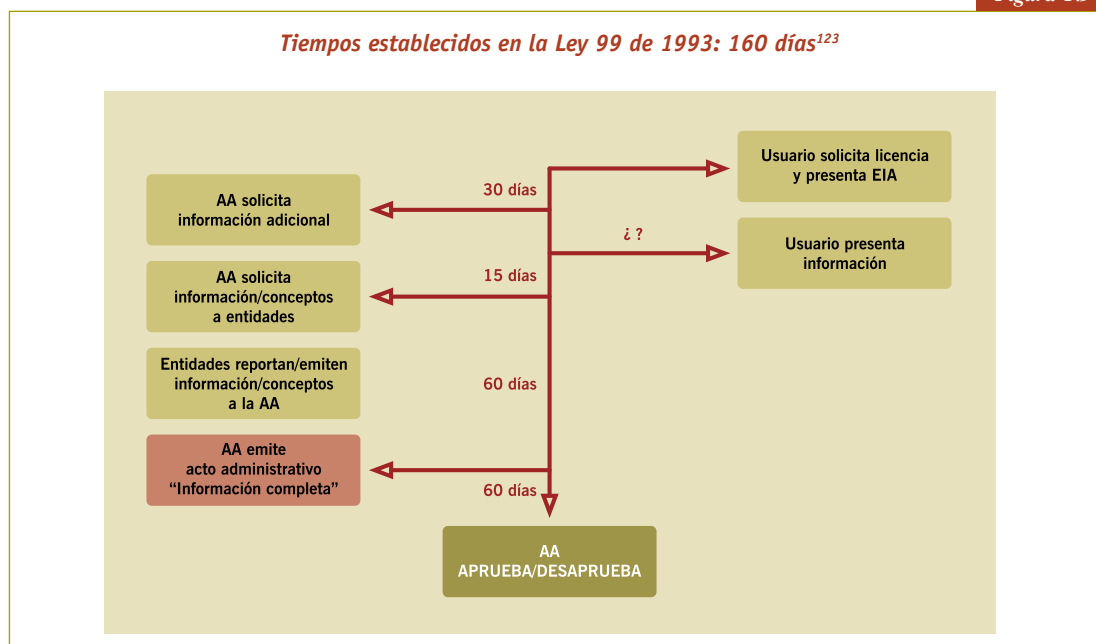 Tiempos establecidos en la Ley 99 de 1993: 160 días123
Usuario solicita licencia
y presenta EIA
30 días
AA solicita
información adicional
¿ ?
Usuario presenta
información
15 días
AA solicita
información/conceptos
a entidades
Entidades reportan/emiten
información/conceptos
a la AA
60 días
AA emite
acto administrativo
“Información completa”
60 días
AA
APRUEBA/DESAPRUEBA